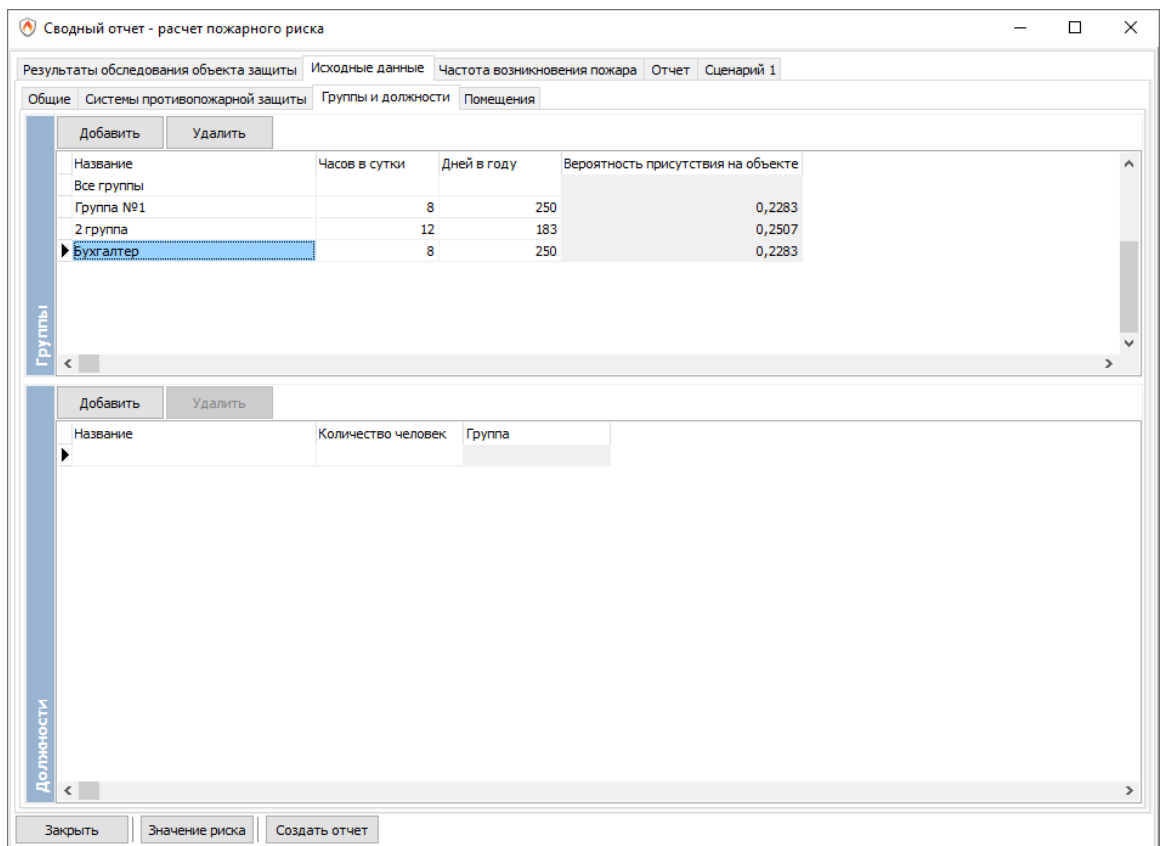 Сводный отчет - расчет пожарного риска
Результаты обследования объекта защиты Исходные данные Частота возникновения пожара Отчет Сценарий 1
Общие Системы противопожарной защиты Группы и должности Помещения
Группы
Добавить Удалить
Название Часов в сутки Дней в году Вероятность присутствия на объекте
Все группы
Группа №1 8 250 0,2283
2 группа 12 183 0,2507
Бухгалтер 8 250 0,2283
Должности
Добавить Удалить
Название Количество человек Группа
Закрыть Значение риска Создать отчет